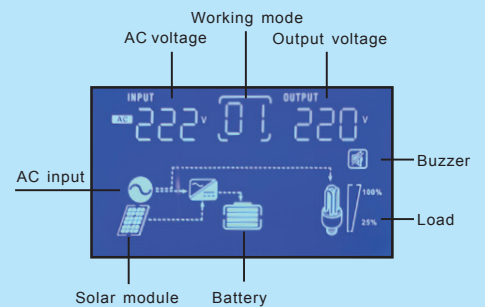 Working mode
AC voltage
Output voltage
INPUT
OUTPUT
AC 222 V
01
220 V
Buzzer
AC input
100%
Load
25%
Solar module
Battery